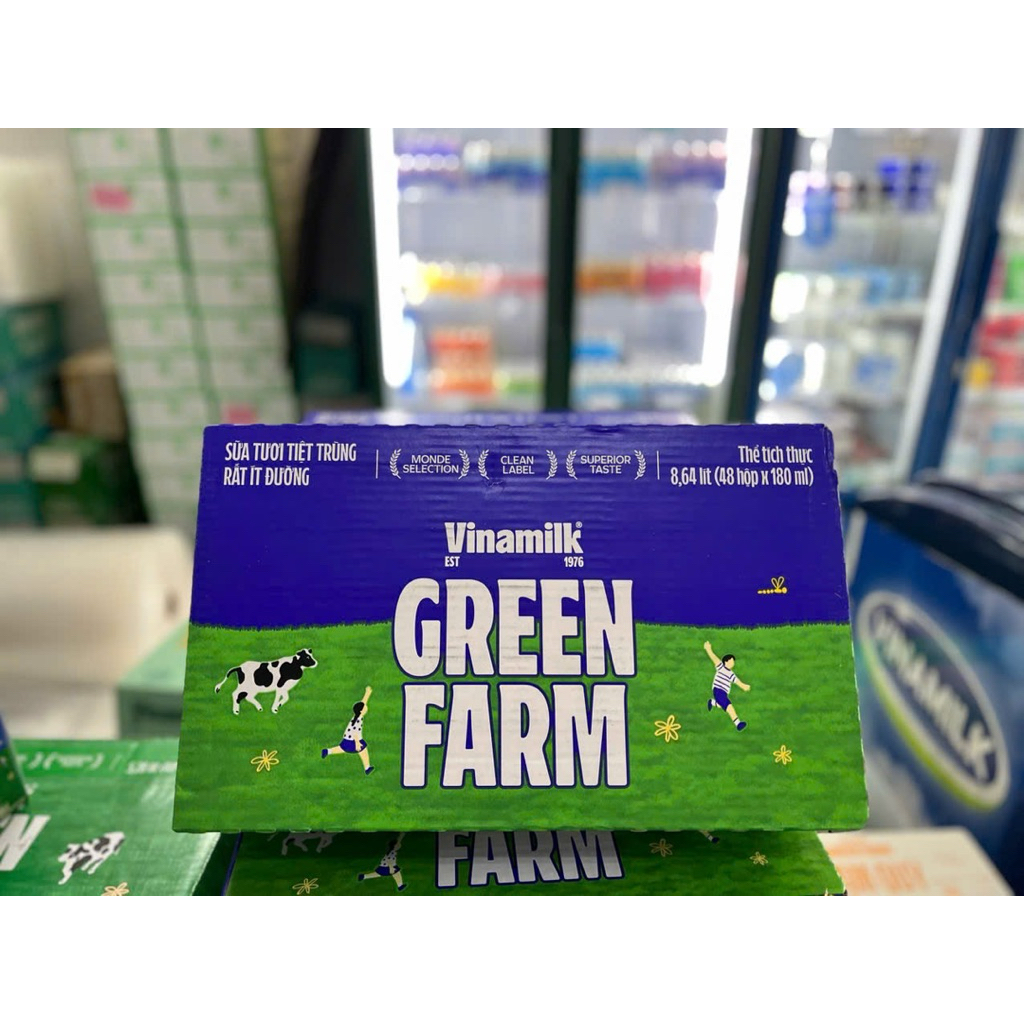 SỮA TƯƠI TIỆT TRÙNG
RẤT ÍT ĐƯỜNG
MONDE
SELECTION
CLEAN
LABEL
SUPERIOR
TASTE
Thể tích thực
8,64 lít (48 hộp x 180 ml)
Vinamilk®
EST 1976
GREEN
FARM
VINAMILK
FARM